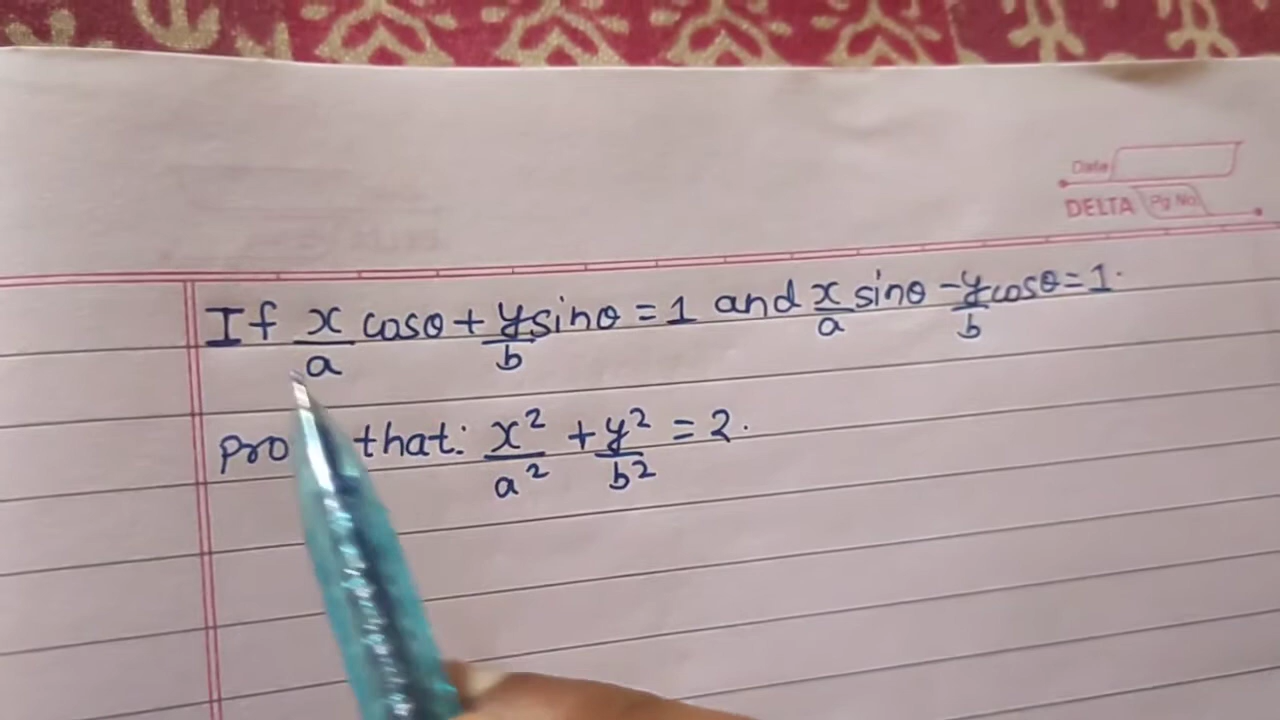 Date
DELTA Pg No
If x/a cosθ + y/b sinθ = 1 and x/a sinθ - y/b cosθ = 1.
that: x²/a² + y²/b² = 2.